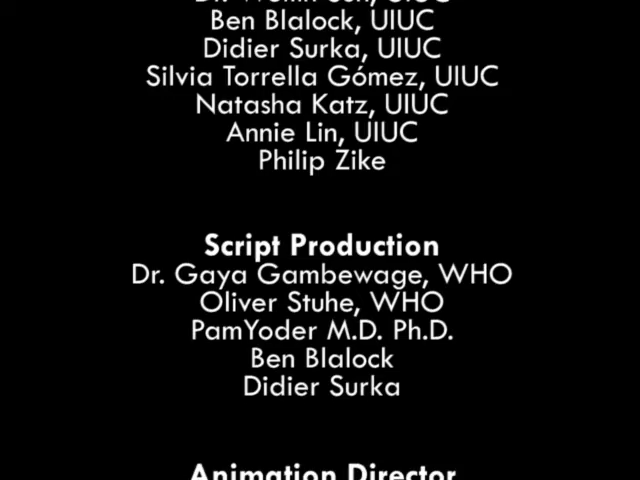 Ben Blalock, UIUC
Didier Surka, UIUC
Silvia Torrella Gómez, UIUC
Natasha Katz, UIUC
Annie Lin, UIUC
Philip Zike
Script Production
Dr. Gaya Gambewage, WHO
Oliver Stuhe, WHO
PamYoder M.D. Ph.D.
Ben Blalock
Didier Surka
Animation Director